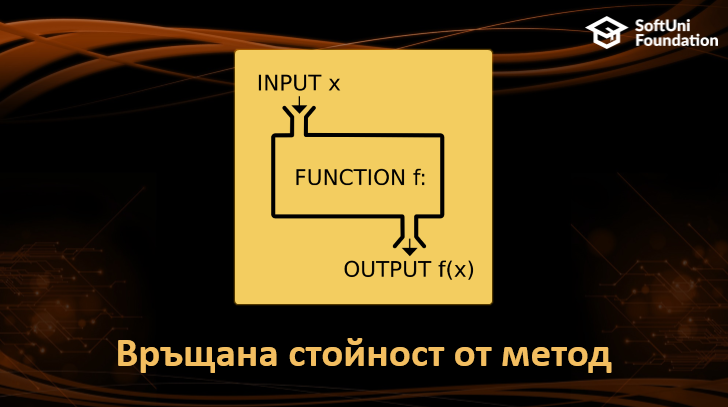 SoftUni
Foundation
INPUT x
FUNCTION f:
OUTPUT f(x)
Връщана стойност от метод